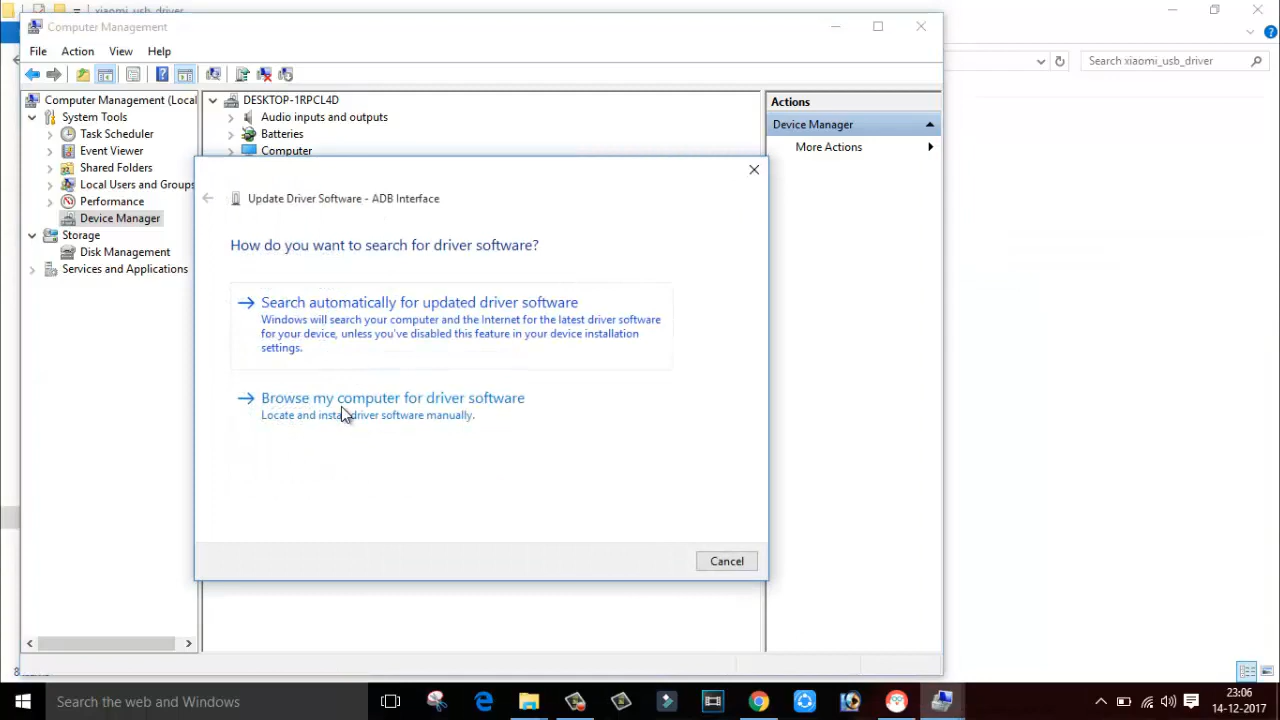 xiaomi_usb_driver
Computer Management
File Action View Help
Search xiaomi_usb_driver
Computer Management (Local
System Tools
Task Scheduler
Event Viewer
Shared Folders
Local Users and Groups
Performance
Device Manager
Storage
Disk Management
Services and Applications
DESKTOP-1RPCL4D
Audio inputs and outputs
Batteries
Computer
Actions
Device Manager
More Actions
Update Driver Software - ADB Interface
How do you want to search for driver software?
Search automatically for updated driver software
Windows will search your computer and the Internet for the latest driver software
for your device, unless you've disabled this feature in your device installation
settings.
Browse my computer for driver software
Locate and install driver software manually.
Cancel
Search the web and Windows
23:06
14-12-2017